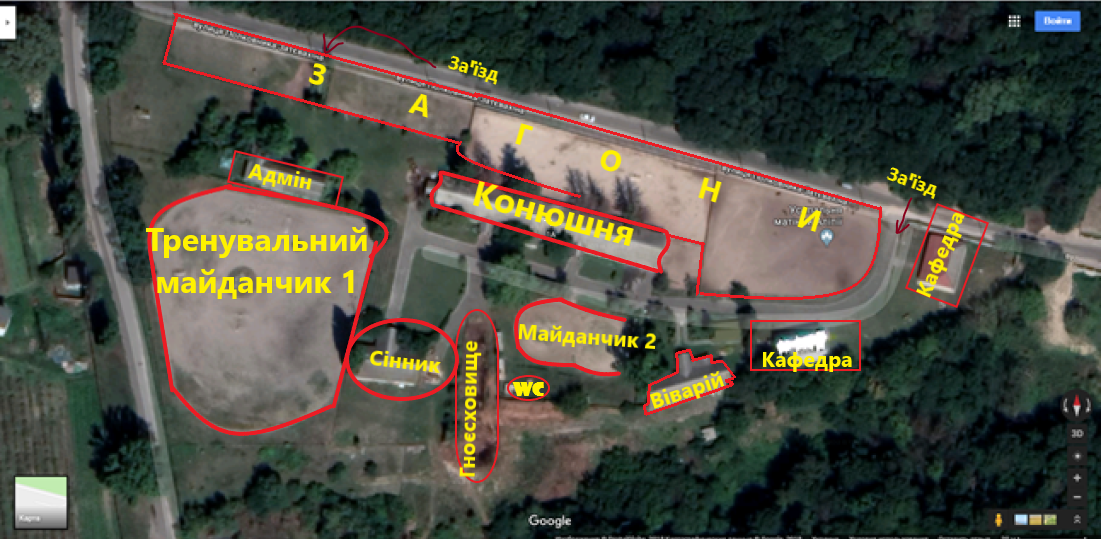 Войти
За'їзд
З А Г О Н И
За'їзд
Адмін
Конюшня
Кафедра
Тренувальний
майданчик 1
Майданчик 2
Сінник
Гноєсховище
WC
Віварій
Кафедра
3D
Карта
Google